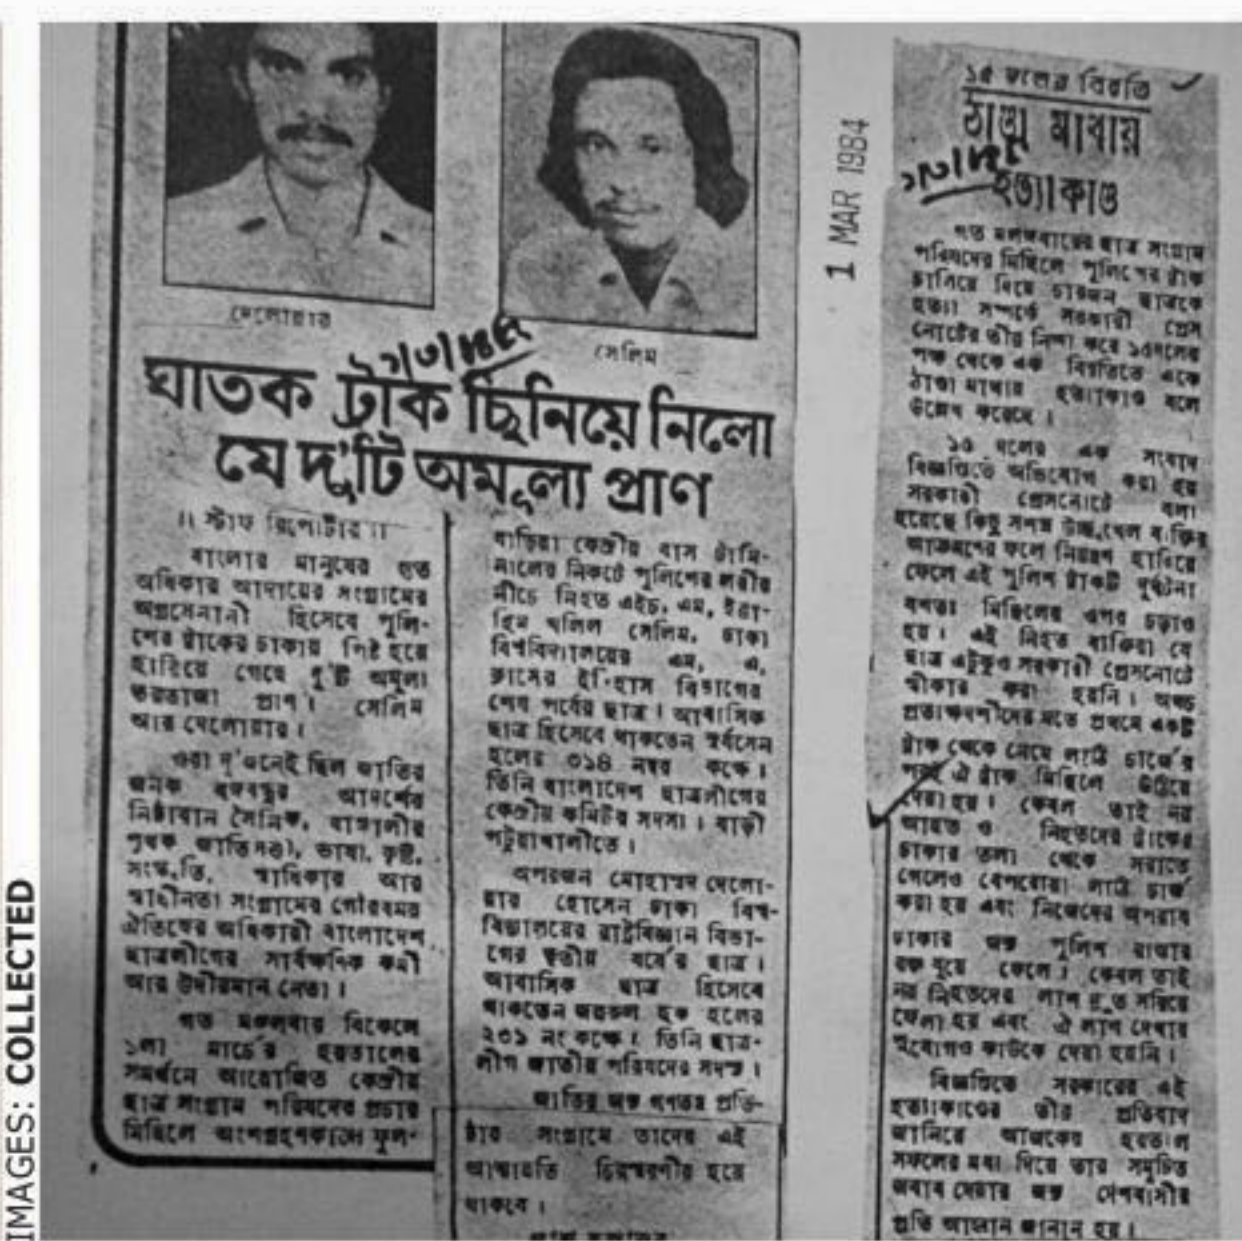 দেলোয়ার
সেলিম
ঘাতক ট্রাক ছিনিয়ে নিলো
যে দু'টি অমূল্য প্রাণ
।। স্টাফ রিপোর্টার ।।
বাংলার মানুষের
অধিকার আদায়ের সংগ্রামের
অগ্রসেনানী হিসেবে পুলি-
শের ট্রাকের চাকায় পিষ্ট হয়ে
হারিয়ে গেছে দু'টি অমূল্য
তরতাজা প্রাণ। সেলিম
আর দেলোয়ার।
ওরা দু'জনেই ছিল জাতির
জনক বঙ্গবন্ধুর আদর্শের
নিষ্ঠাবান সৈনিক, বাঙ্গালীর
পৃথক জাতিসত্তা, ভাষা, কৃষ্টি,
সংস্কৃতি, স্বাধিকার আর
স্বাধীনতা সংগ্রামের গৌরবময়
ঐতিহ্যের অধিকারী বাংলাদেশ
ছাত্রলীগের সার্বক্ষণিক কর্মী
আর উদীয়মান নেতা।
গত মঙ্গলবার বিকেলে
১লা মার্চের হরতালের
সমর্থনে আয়োজিত কেন্দ্রীয়
ছাত্র সংগ্রাম পরিষদের প্রচার
মিছিলে অংশগ্রহণকালে ফুল-
বাড়িয়া কেন্দ্রীয় বাস টার্মি-
নালের নিকটে পুলিশের লরীর
নীচে নিহত এইচ, এম, ইব্রা-
হিম খলিল সেলিম, ঢাকা
বিশ্ববিদ্যালয়ের এম, এ,
ক্লাসের ইতিহাস বিভাগের
শেষ পর্বের ছাত্র। আবাসিক
ছাত্র হিসেবে থাকতেন সূর্যসেন
হলের ৩১৪ নম্বর কক্ষে।
তিনি বাংলাদেশ ছাত্রলীগের
কেন্দ্রীয় কমিটির সদস্য। বাড়ী
পটুয়াখালীতে।
অপরজন মোহাম্মদ দেলো-
য়ার হোসেন ঢাকা বিশ্ব-
বিদ্যালয়ের রাষ্ট্রবিজ্ঞান বিভা-
গের তৃতীয় বর্ষের ছাত্র।
আবাসিক ছাত্র হিসেবে
থাকতেন জহুরুল হক হলের
২৩১ নং কক্ষে। তিনি ছাত্র-
লীগ জাতীয় পরিষদের সদস্য।
জাতির জন্য গণতন্ত্র প্রতি-
ষ্ঠার সংগ্রামে তাদের এই
আত্মাহুতি চিরস্মরণীয় হয়ে
থাকবে।
1 MAR 1984
১৫ দলের বিবৃতি
ঠাণ্ডা মাথায়
হত্যাকাণ্ড
গত মঙ্গলবারের ছাত্র সংগ্রাম
পরিষদের মিছিলে পুলিশের ট্রাক
চালিয়ে দিয়ে চারজন ছাত্রকে
হত্যা সম্পর্কে সরকারী প্রেস
নোটের তীব্র নিন্দা করে ১৫দলের
পক্ষ থেকে এক বিবৃতিতে একে
ঠাণ্ডা মাথায় হত্যাকাণ্ড বলে
উল্লেখ করেছে।
১৫ দলের এক সংবাদ
বিজ্ঞপ্তিতে অভিযোগ করা হয়
সরকারী প্রেসনোটে বলা
হয়েছে কিছু সশস্ত্র উচ্ছৃংখল ব্যক্তির
আক্রমণের ফলে নিয়ন্ত্রণ হারিয়ে
ফেলে এই পুলিশ ট্রাকটি দুর্ঘটনা
বশতঃ মিছিলের ওপর চড়াও
হয়। এই নিহত ব্যক্তিরা যে
ছাত্র এটুকুও সরকারী প্রেসনোটে
স্বীকার করা হয়নি। অথচ
প্রত্যক্ষদর্শীদের মতে প্রথমে একটি
ট্রাক থেকে নেমে লাঠি চার্জের
পরই ঐ ট্রাক মিছিলে উঠিয়ে
দেয়া হয়। কেবল তাই নয়
আহত ও নিহতদের ট্রাকের
চাকার তলা থেকে সরাতে
গেলেও বেপরোয়া লাঠি চার্জ
করা হয় এবং নিজেদের অপরাধ
ঢাকার জন্য পুলিশ রাস্তার
রক্ত ধুয়ে ফেলে। কেবল তাই
নয় নিহতদের লাশ দ্রুত সরিয়ে
ফেলা হয় এবং ঐ লাশ দেখার
সুযোগও কাউকে দেয়া হয়নি।
বিজ্ঞপ্তিতে সরকারের এই
হত্যাকাণ্ডের তীব্র প্রতিবাদ
জানিয়ে আজকের হরতাল
সফলের মধ্য দিয়ে তার সমুচিত
জবাব দেয়ার জন্য দেশবাসীর
প্রতি আহ্বান জানান হয়।
IMAGES: COLLECTED